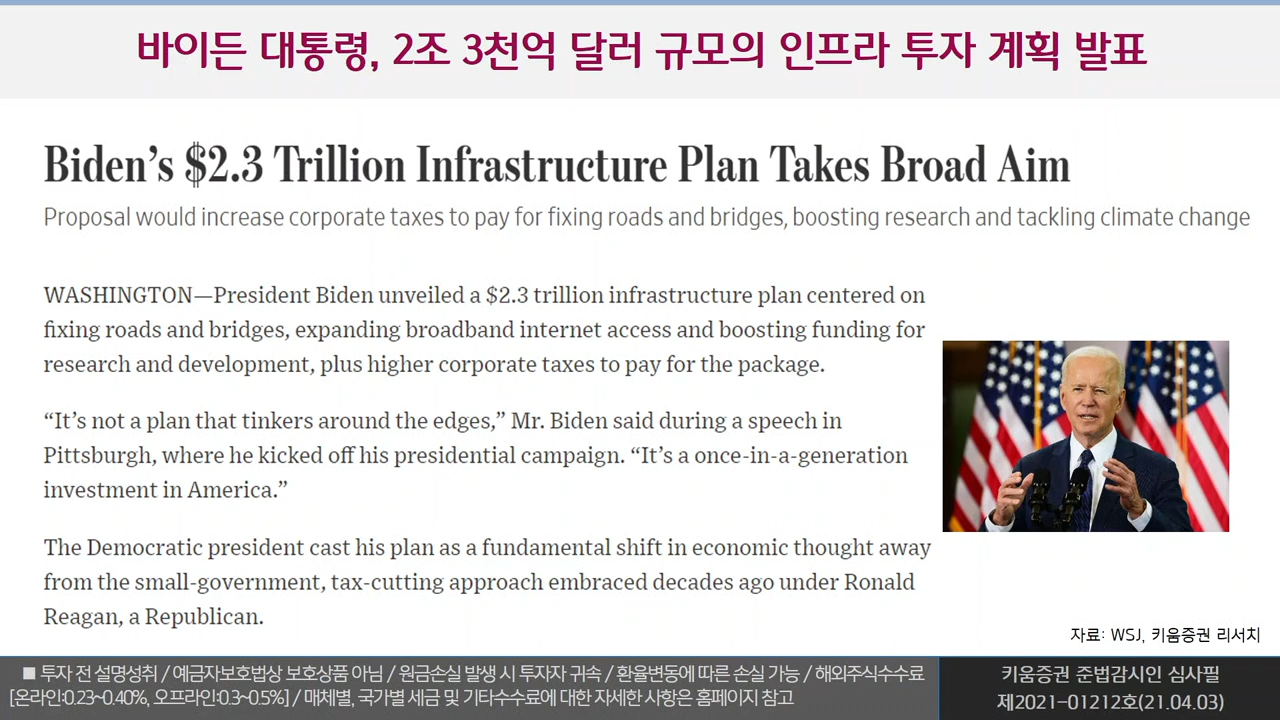 바이든 대통령, 2조 3천억 달러 규모의 인프라 투자 계획 발표
Biden’s $2.3 Trillion Infrastructure Plan Takes Broad Aim
Proposal would increase corporate taxes to pay for fixing roads and bridges, boosting research and tackling climate change
WASHINGTON—President Biden unveiled a $2.3 trillion infrastructure plan centered on
fixing roads and bridges, expanding broadband internet access and boosting funding for
research and development, plus higher corporate taxes to pay for the package.
“It’s not a plan that tinkers around the edges,” Mr. Biden said during a speech in
Pittsburgh, where he kicked off his presidential campaign. “It’s a once-in-a-generation
investment in America.”
The Democratic president cast his plan as a fundamental shift in economic thought away
from the small-government, tax-cutting approach embraced decades ago under Ronald
Reagan, a Republican.
자료: WSJ, 키움증권 리서치
■ 투자 전 설명성취 / 예금자보호법상 보호상품 아님 / 원금손실 발생 시 투자자 귀속 / 환율변동에 따른 손실 가능 / 해외주식수수료
[온라인:0.23~0.40%, 오프라인:0.3~0.5%] / 매체별, 국가별 세금 및 기타수수료에 대한 자세한 사항은 홈페이지 참고
키움증권 준법감시인 심사필
제2021-01212호(21.04.03)